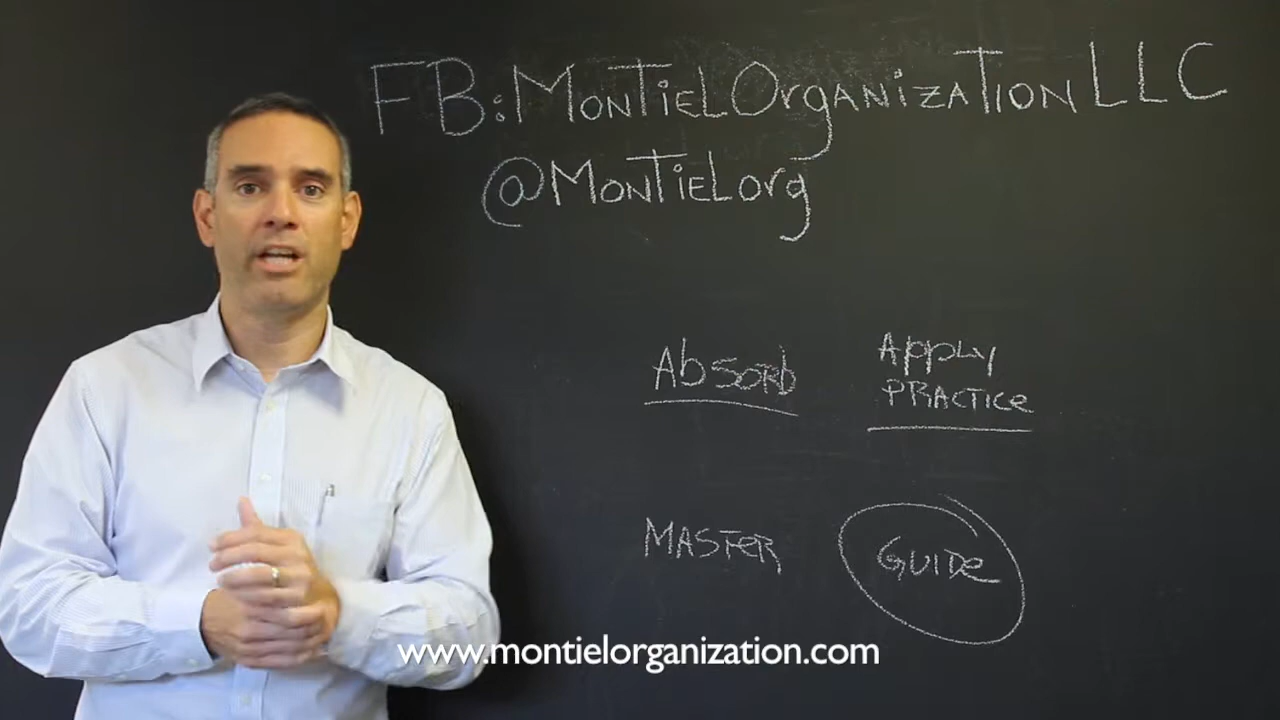 FB:MontielOrganizationLLC
@Montielorg
Absorb
Apply
Practice
Master
Guide
www.montielorganization.com